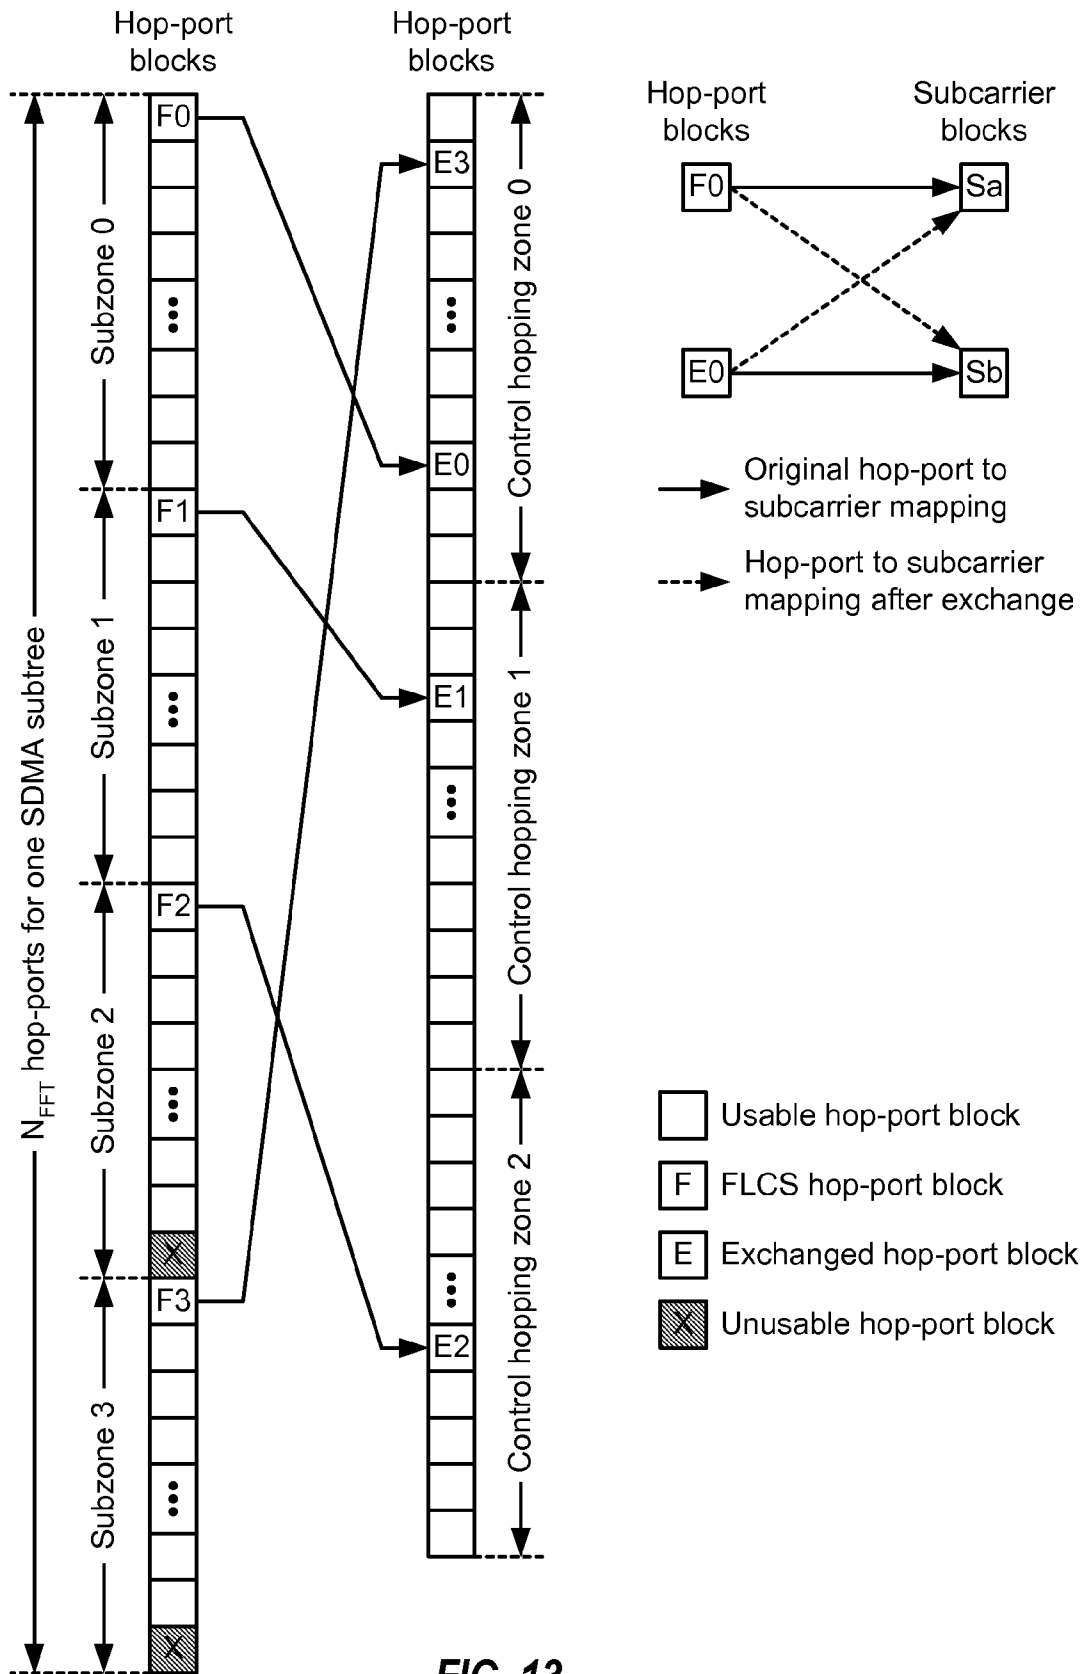 Hop-port
blocks
Hop-port
blocks
N_FFT hop-ports for one SDMA subtree
Subzone 0
Subzone 1
Subzone 2
Subzone 3
F0
F1
F2
X
F3
X
E3
E0
E1
E2
Control hopping zone 0
Control hopping zone 1
Control hopping zone 2
Hop-port
blocks
Subcarrier
blocks
F0
Sa
E0
Sb
Original hop-port to
subcarrier mapping
Hop-port to subcarrier
mapping after exchange
Usable hop-port block
F FLCS hop-port block
E Exchanged hop-port block
X Unusable hop-port block